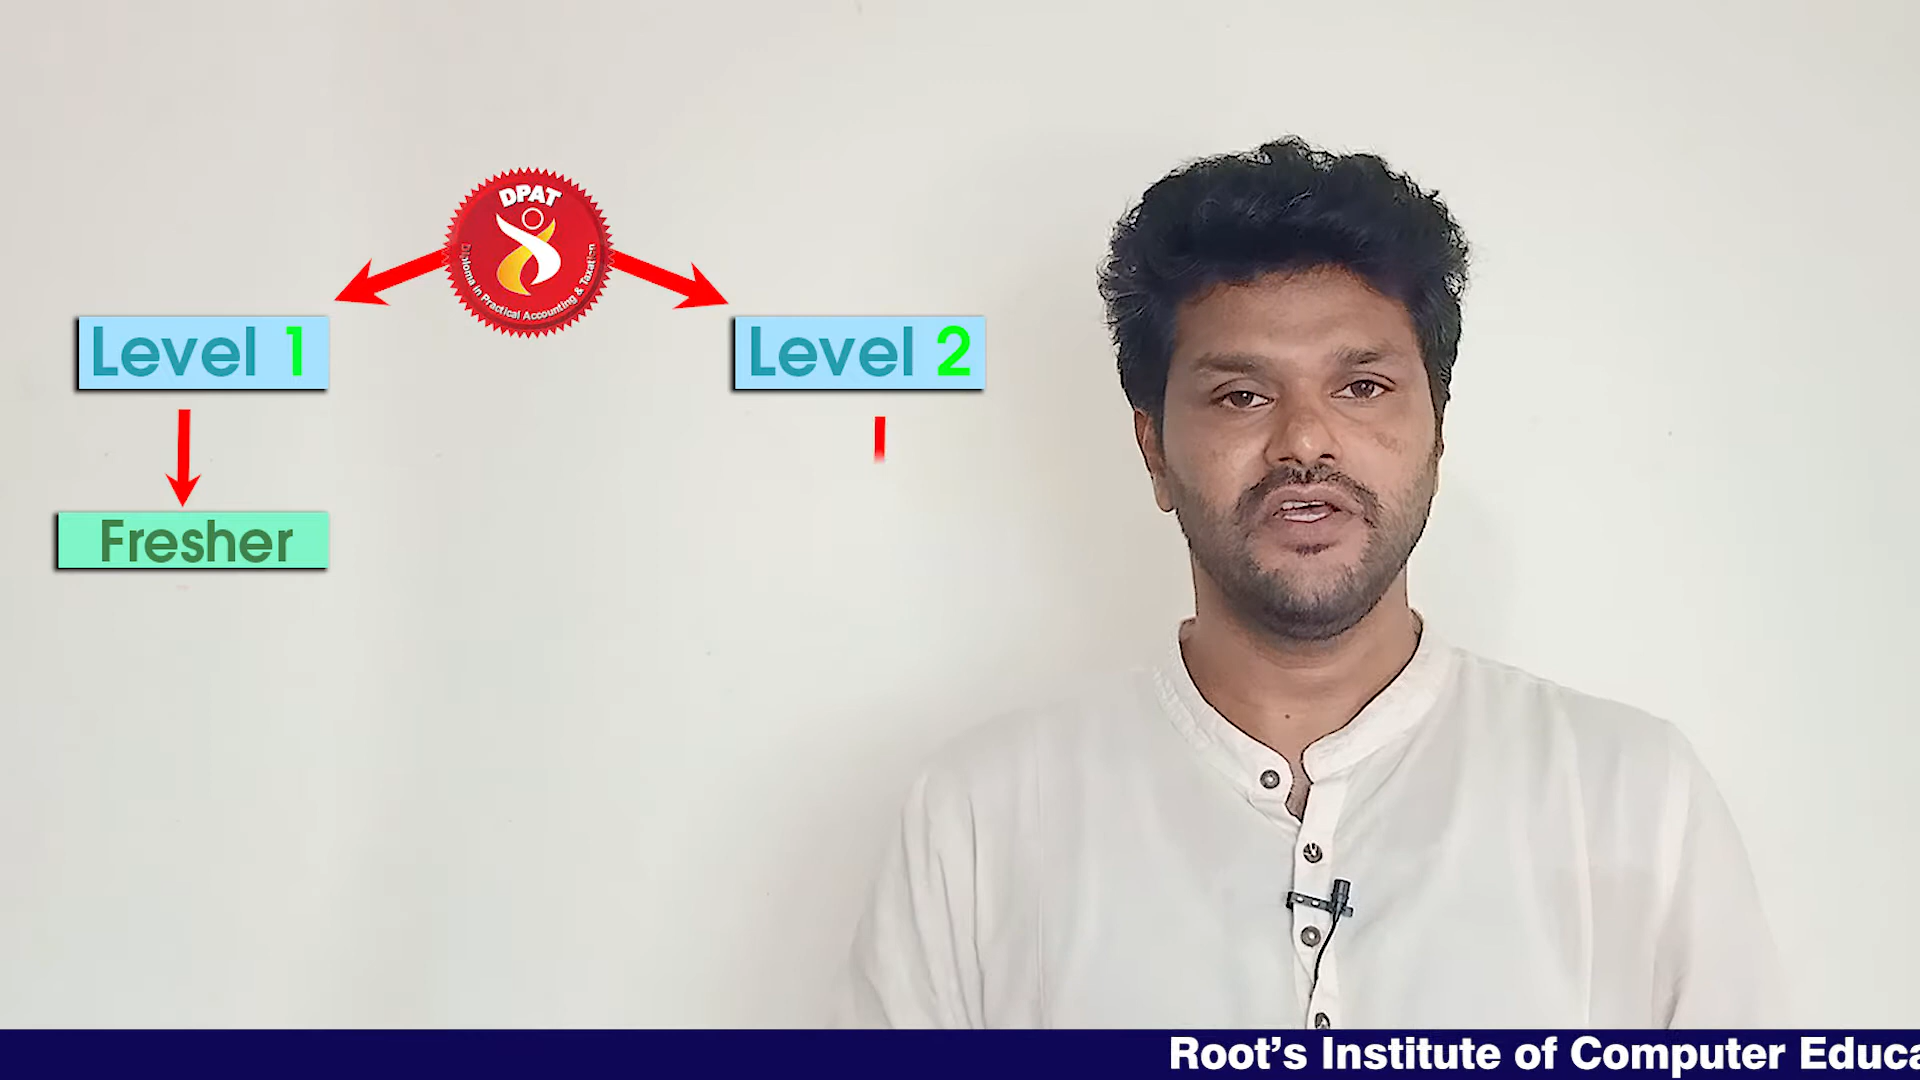 DPAT
Diploma in Practical Accounting & Taxation
Level 1
Level 2
Fresher
Root's Institute of Computer Educa